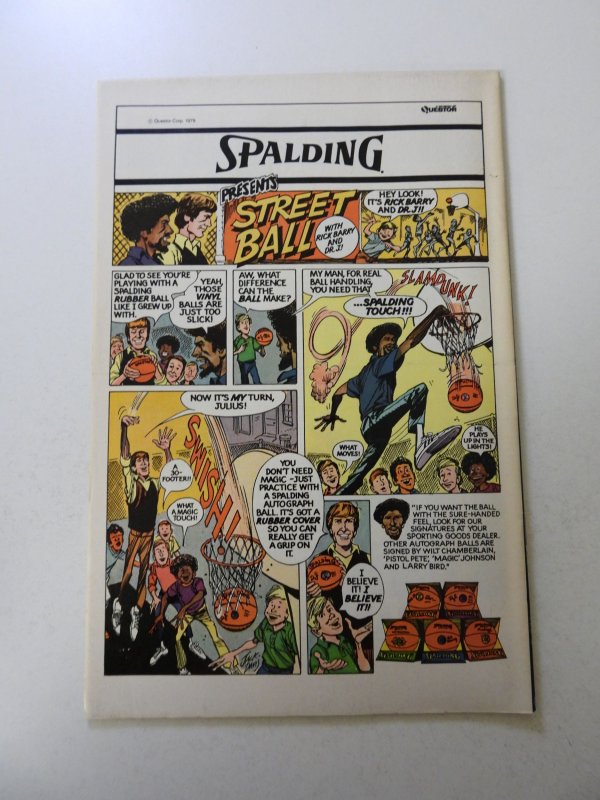 © Questor Corp. 1979
QUESTOR
SPALDING
PRESENTS
STREET
BALL
WITH
RICK BARRY
AND
DR. J!
HEY LOOK!
IT'S RICK BARRY
AND DR. J!!
GLAD TO SEE YOU'RE
PLAYING WITH A
SPALDING
RUBBER BALL
LIKE I GREW UP
WITH.
YEAH,
THOSE
VINYL
BALLS ARE
JUST TOO
SLICK!
AW, WHAT
DIFFERENCE
CAN THE
BALL MAKE?
MY MAN, FOR REAL
BALL HANDLING,
YOU NEED THAT
...SPALDING
TOUCH!!!
SLAM DUNK!
WHAT
MOVES!
HE
PLAYS
UP IN THE
LIGHTS!
NOW IT'S MY TURN,
JULIUS!
SWISH!
A
30-
FOOTER!!
WHAT
A MAGIC
TOUCH!
YOU
DON'T NEED
MAGIC -JUST
PRACTICE WITH
A SPALDING
AUTOGRAPH
BALL. IT'S GOT A
RUBBER COVER
SO YOU CAN
REALLY GET
A GRIP ON
IT.
I
BELIEVE
IT! I
BELIEVE
IT!!
"IF YOU WANT THE BALL
WITH THE SURE-HANDED
FEEL, LOOK FOR OUR
SIGNATURES AT YOUR
SPORTING GOODS DEALER.
OTHER AUTOGRAPH BALLS ARE
SIGNED BY WILT CHAMBERLAIN,
'PISTOL PETE', 'MAGIC' JOHNSON
AND LARRY BIRD."
JACK
DAVIS